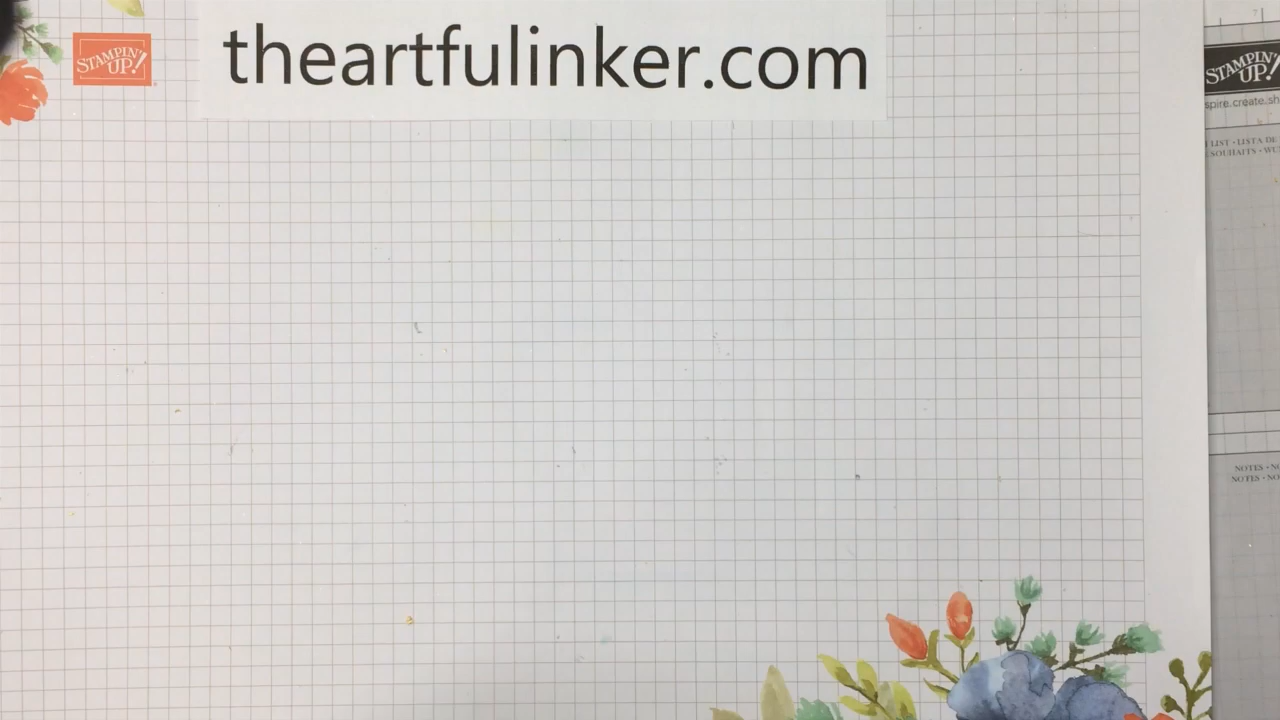 theartfulinker.com
STAMPIN' UP!
STAMPIN' UP!
spire.create.sh
LIST • LISTA DE
SOUHAITS • WU
NOTES • NO
NOTES • NO